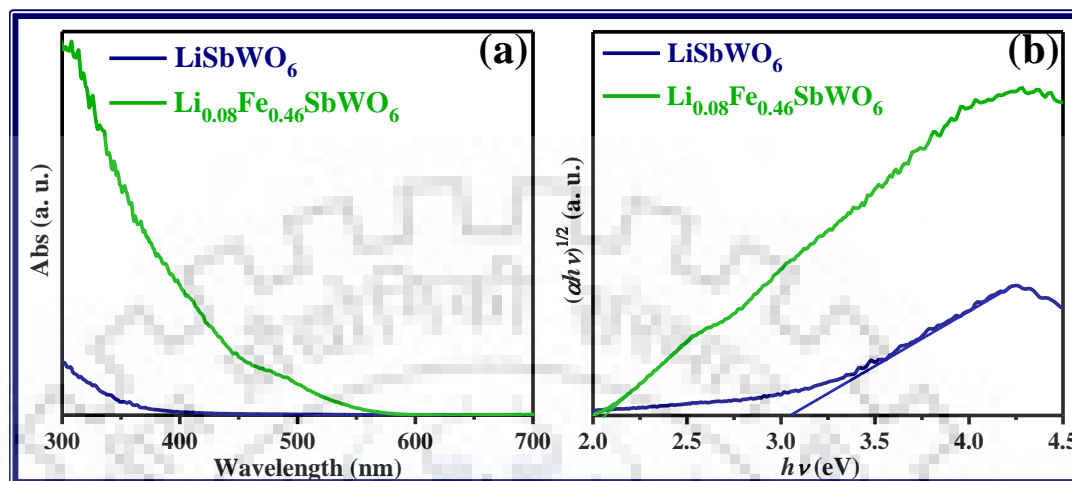 (a)
LiSbWO₆
Li₀.₀₈Fe₀.₄₆SbWO₆
Abs (a. u.)
300 400 500 600 700
Wavelength (nm)
(b)
LiSbWO₆
Li₀.₀₈Fe₀.₄₆SbWO₆
(αhν)¹/² (a. u.)
2.0 2.5 3.0 3.5 4.0 4.5
hν (eV)